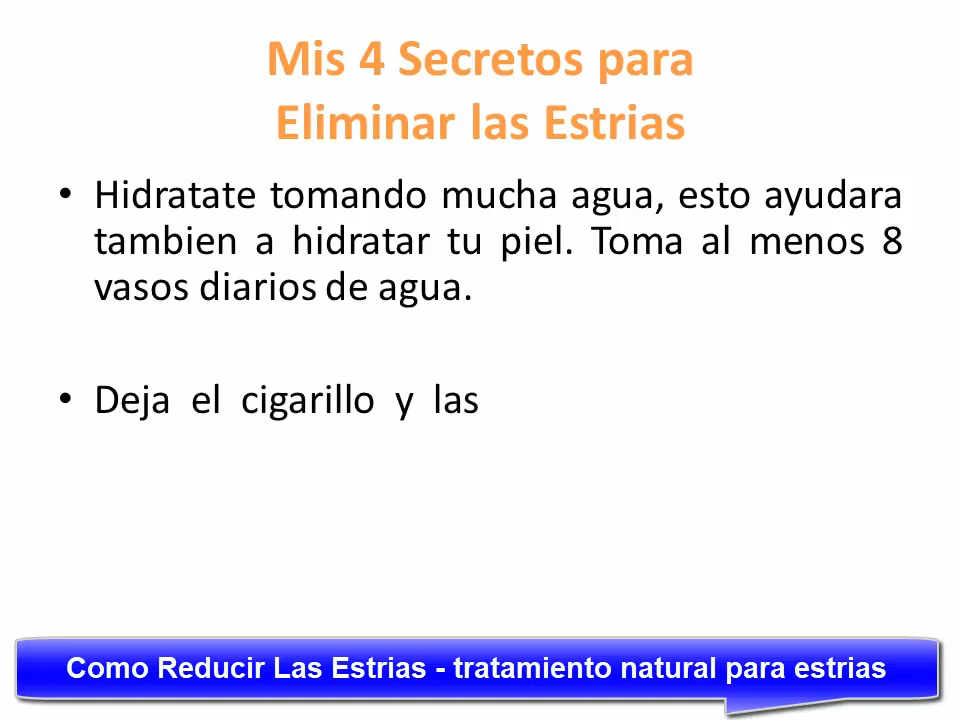 Mis 4 Secretos para
Eliminar las Estrias
• Hidratate tomando mucha agua, esto ayudara
tambien a hidratar tu piel. Toma al menos 8
vasos diarios de agua.
• Deja el cigarillo y las
Como Reducir Las Estrias - tratamiento natural para estrias